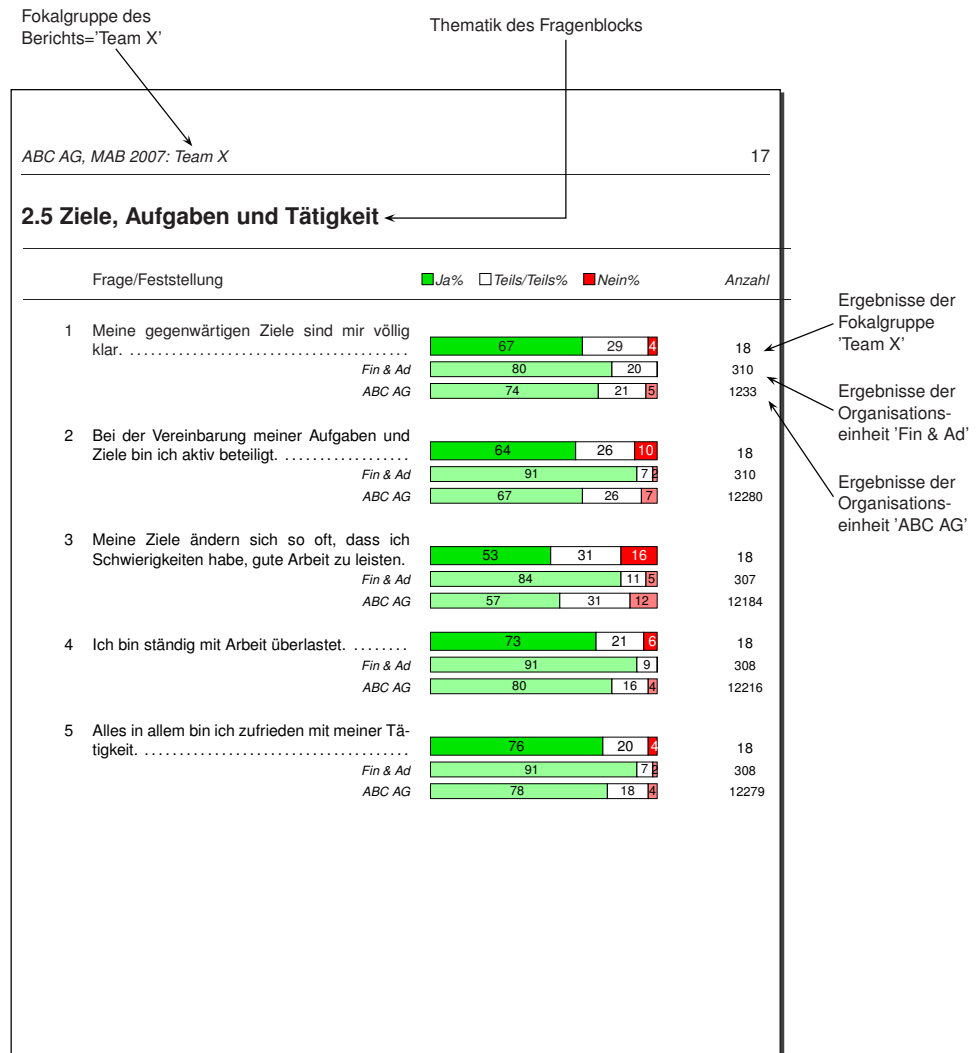 Fokalgruppe des
Berichts='Team X'
Thematik des Fragenblocks
ABC AG, MAB 2007: Team X 17
2.5 Ziele, Aufgaben und Tätigkeit
Frage/Feststellung Ja% Teils/Teils% Nein% Anzahl
1 Meine gegenwärtigen Ziele sind mir völlig
klar. . . . . . . . . . . . . . . . . . . . . . . . . . . . . . . . . . . . . . . 67 29 4 18
Fin & Ad 80 20 310
ABC AG 74 21 5 1233
2 Bei der Vereinbarung meiner Aufgaben und
Ziele bin ich aktiv beteiligt. . . . . . . . . . . . . . . . . . 64 26 10 18
Fin & Ad 91 7 2 310
ABC AG 67 26 7 12280
3 Meine Ziele ändern sich so oft, dass ich
Schwierigkeiten habe, gute Arbeit zu leisten. 53 31 16 18
Fin & Ad 84 11 5 307
ABC AG 57 31 12 12184
4 Ich bin ständig mit Arbeit überlastet. . . . . . . . . 73 21 6 18
Fin & Ad 91 9 308
ABC AG 80 16 4 12216
5 Alles in allem bin ich zufrieden mit meiner Tä-
tigkeit. . . . . . . . . . . . . . . . . . . . . . . . . . . . . . . . . . . . . 76 20 4 18
Fin & Ad 91 7 2 308
ABC AG 78 18 4 12279
Ergebnisse der
Fokalgruppe
'Team X'
Ergebnisse der
Organisations-
einheit 'Fin & Ad'
Ergebnisse der
Organisations-
einheit 'ABC AG'